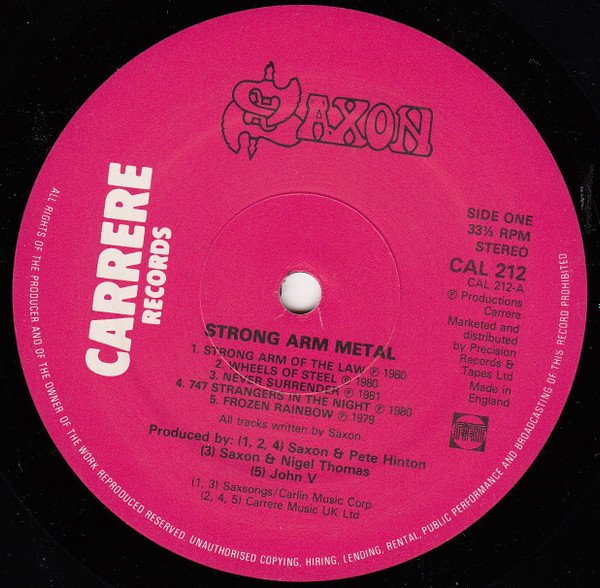 SAXON
CARRERE
RECORDS
SIDE ONE
33⅓ RPM
STEREO
CAL 212
CAL 212-A
℗ Productions
Carrere
Marketed and
distributed
by Precision
Records &
Tapes Ltd
Made in
England
STRONG ARM METAL
1. STRONG ARM OF THE LAW ℗ 1980
2. WHEELS OF STEEL ℗ 1980
3. NEVER SURRENDER ℗ 1981
4. 747 STRANGERS IN THE NIGHT ℗ 1980
5. FROZEN RAINBOW ℗ 1979
All tracks written by Saxon
Produced by: (1, 2, 4) Saxon & Pete Hinton
(3) Saxon & Nigel Thomas
(5) John V
(1, 3) Saxsongs/Carlin Music Corp
(2, 4, 5) Carrere Music UK Ltd
ALL RIGHTS OF THE PRODUCER AND OF THE OWNER OF THE WORK REPRODUCED RESERVED. UNAUTHORISED COPYING, HIRING, LENDING, RENTAL, PUBLIC PERFORMANCE AND BROADCASTING OF THIS RECORD PROHIBITED